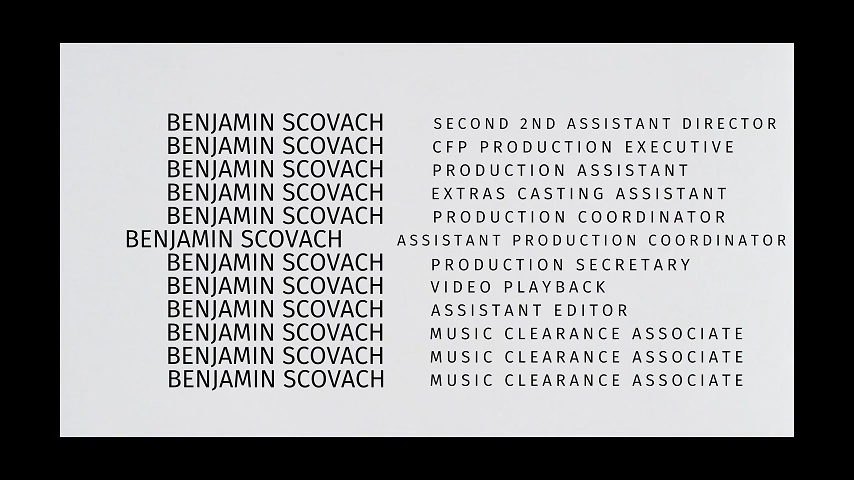 BENJAMIN SCOVACH SECOND 2ND ASSISTANT DIRECTOR
BENJAMIN SCOVACH CFP PRODUCTION EXECUTIVE
BENJAMIN SCOVACH PRODUCTION ASSISTANT
BENJAMIN SCOVACH EXTRAS CASTING ASSISTANT
BENJAMIN SCOVACH PRODUCTION COORDINATOR
BENJAMIN SCOVACH ASSISTANT PRODUCTION COORDINATOR
BENJAMIN SCOVACH PRODUCTION SECRETARY
BENJAMIN SCOVACH VIDEO PLAYBACK
BENJAMIN SCOVACH ASSISTANT EDITOR
BENJAMIN SCOVACH MUSIC CLEARANCE ASSOCIATE
BENJAMIN SCOVACH MUSIC CLEARANCE ASSOCIATE
BENJAMIN SCOVACH MUSIC CLEARANCE ASSOCIATE